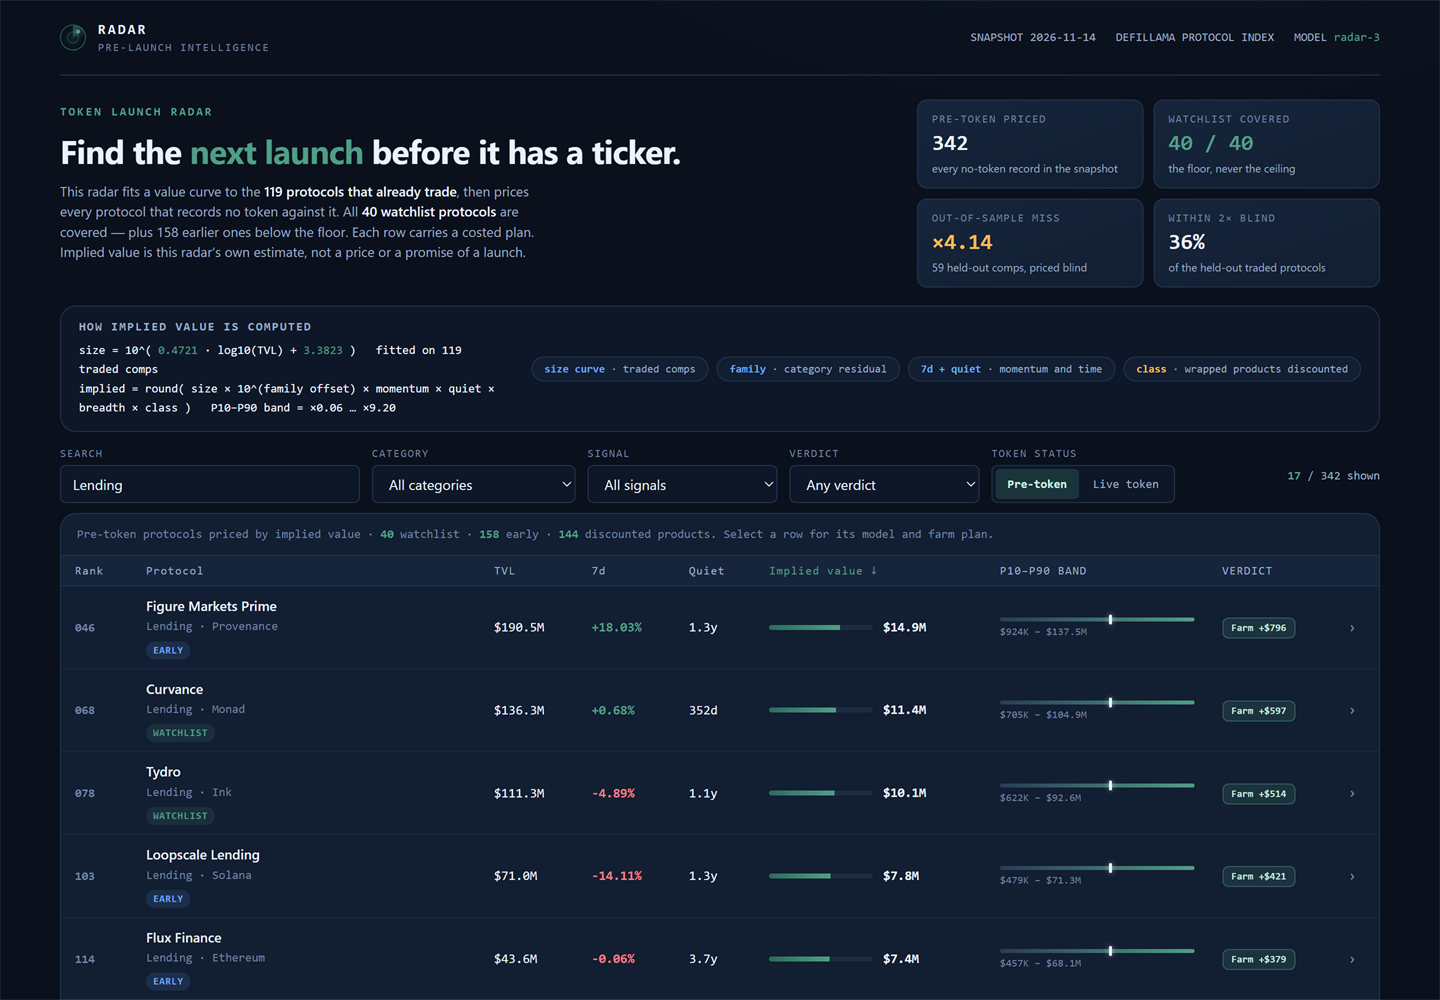 RADAR
PRE-LAUNCH INTELLIGENCE
SNAPSHOT 2026-11-14 DEFILLAMA PROTOCOL INDEX MODEL radar-3
TOKEN LAUNCH RADAR
Find the next launch before it has a ticker.
This radar fits a value curve to the 119 protocols that already trade, then prices
every protocol that records no token against it. All 40 watchlist protocols are
covered — plus 158 earlier ones below the floor. Each row carries a costed plan.
Implied value is this radar's own estimate, not a price or a promise of a launch.
PRE-TOKEN PRICED
342
every no-token record in the snapshot
WATCHLIST COVERED
40 / 40
the floor, never the ceiling
OUT-OF-SAMPLE MISS
×4.14
59 held-out comps, priced blind
WITHIN 2× BLIND
36%
of the held-out traded protocols
HOW IMPLIED VALUE IS COMPUTED
size = 10^( 0.4721 · log10(TVL) + 3.3823 ) fitted on 119
traded comps
implied = round( size × 10^(family offset) × momentum × quiet ×
breadth × class ) P10–P90 band = ×0.06 … ×9.20
size curve · traded comps
family · category residual
7d + quiet · momentum and time
class · wrapped products discounted
SEARCH
Lending
CATEGORY
All categories
SIGNAL
All signals
VERDICT
Any verdict
TOKEN STATUS
Pre-token Live token
17 / 342 shown
Pre-token protocols priced by implied value · 40 watchlist · 158 early · 144 discounted products. Select a row for its model and farm plan.
Rank Protocol TVL 7d Quiet Implied value ↓ P10–P90 BAND VERDICT
046 Figure Markets Prime
Lending · Provenance
EARLY
$190.5M +18.03% 1.3y $14.9M $924K – $137.5M Farm +$796 ›
068 Curvance
Lending · Monad
WATCHLIST
$136.3M +0.68% 352d $11.4M $705K – $104.9M Farm +$597 ›
078 Tydro
Lending · Ink
WATCHLIST
$111.3M -4.89% 1.1y $10.1M $622K – $92.6M Farm +$514 ›
103 Loopscale Lending
Lending · Solana
EARLY
$71.0M -14.11% 1.3y $7.8M $479K – $71.3M Farm +$421 ›
114 Flux Finance
Lending · Ethereum
EARLY
$43.6M -0.06% 3.7y $7.4M $457K – $68.1M Farm +$379 ›